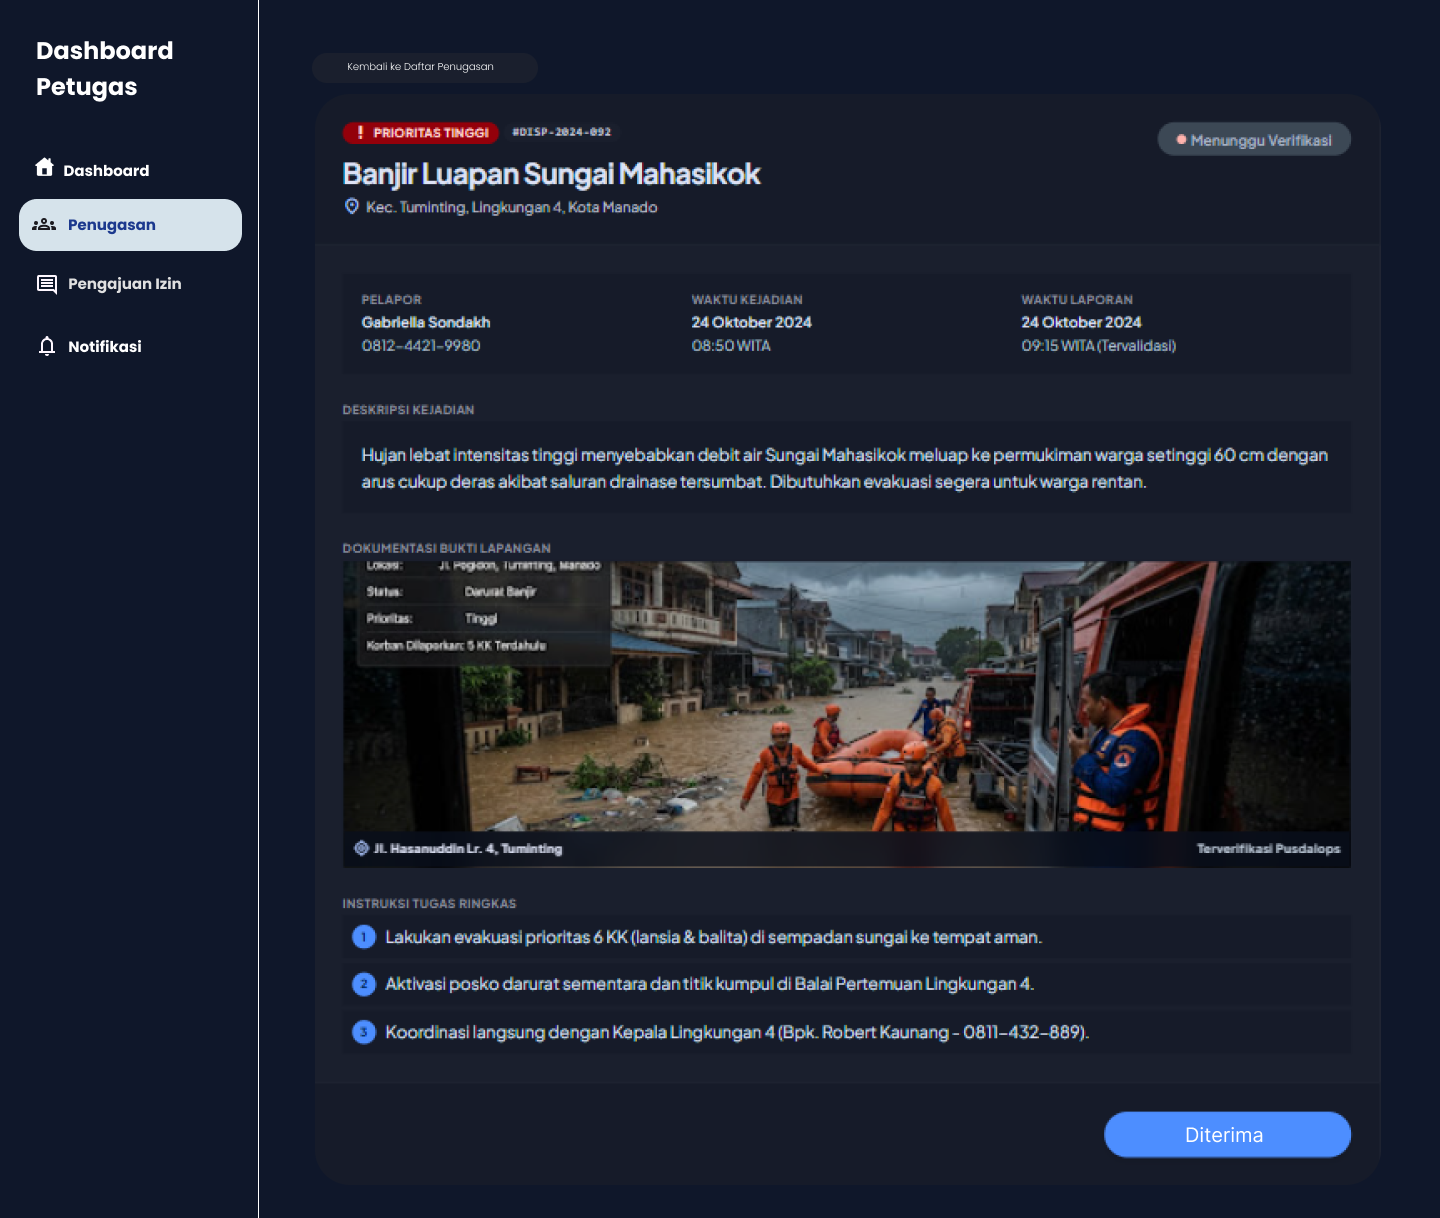 Dashboard
Petugas
Dashboard
Penugasan
Pengajuan Izin
Notifikasi
Kembali ke Daftar Penugasan
! PRIORITAS TINGGI #DISP-2024-092
Menunggu Verifikasi
Banjir Luapan Sungai Mahasikok
Kec. Tuminting, Lingkungan 4, Kota Manado
PELAPOR
Gabriella Sondakh
0812-4421-9980
WAKTU KEJADIAN
24 Oktober 2024
08:50 WITA
WAKTU LAPORAN
24 Oktober 2024
09:15 WITA (Tervalidasi)
DESKRIPSI KEJADIAN
Hujan lebat intensitas tinggi menyebabkan debit air Sungai Mahasikok meluap ke permukiman warga setinggi 60 cm dengan
arus cukup deras akibat saluran drainase tersumbat. Dibutuhkan evakuasi segera untuk warga rentan.
DOKUMENTASI BUKTI LAPANGAN
Lokasi: Jl. Pogidon, Tuminting, Manado
Status: Darurat Banjir
Prioritas: Tinggi
Korban Dilaporkan: 5 KK Terdahulu
Jl. Hasanuddin Lr. 4, Tuminting
Terverifikasi Pusdalops
INSTRUKSI TUGAS RINGKAS
1 Lakukan evakuasi prioritas 6 KK (lansia & balita) di sempadan sungai ke tempat aman.
2 Aktivasi posko darurat sementara dan titik kumpul di Balai Pertemuan Lingkungan 4.
3 Koordinasi langsung dengan Kepala Lingkungan 4 (Bpk. Robert Kaunang - 0811-432-889).
Diterima